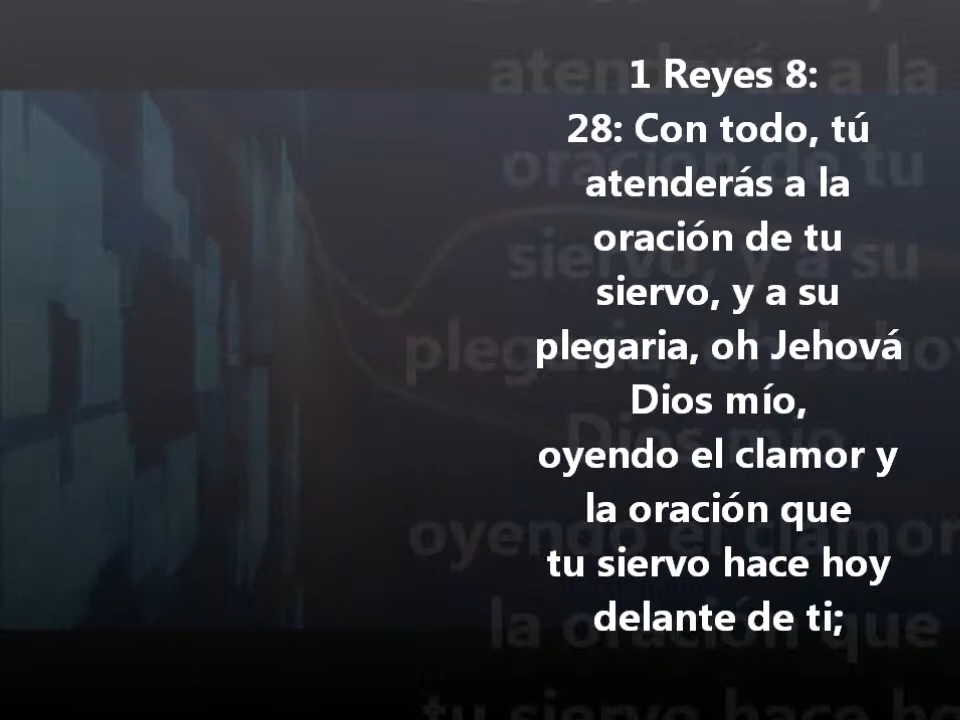 1 Reyes 8:
28: Con todo, tú
atenderás a la
oración de tu
siervo, y a su
plegaria, oh Jehová
Dios mío,
oyendo el clamor y
la oración que
tu siervo hace hoy
delante de ti;